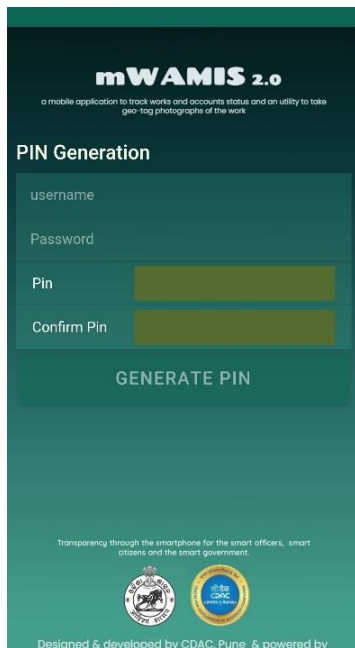 mWAMIS 2.0
a mobile application to track works and accounts status and an utility to take
geo-tag photographs of the work
PIN Generation
username
Password
Pin
Confirm Pin
GENERATE PIN
Transparency through the smartphone for the smart officers, smart
citizens and the smart government.
सी डैक
CDAC
Designed & developed by CDAC, Pune & powered by